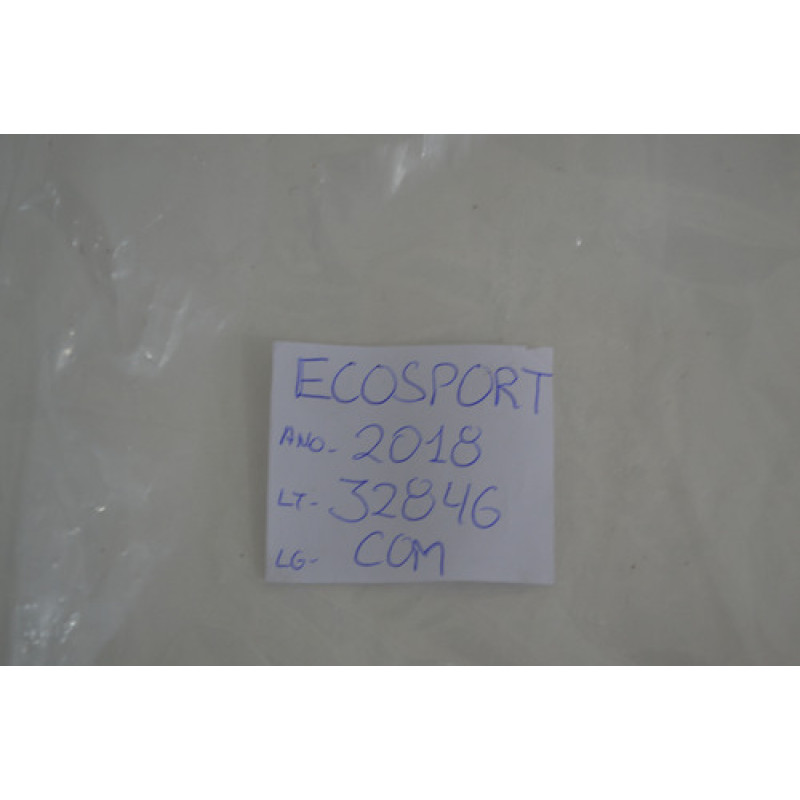 ECOSPORT
ANO- 2018
LT- 32846
LG- COM